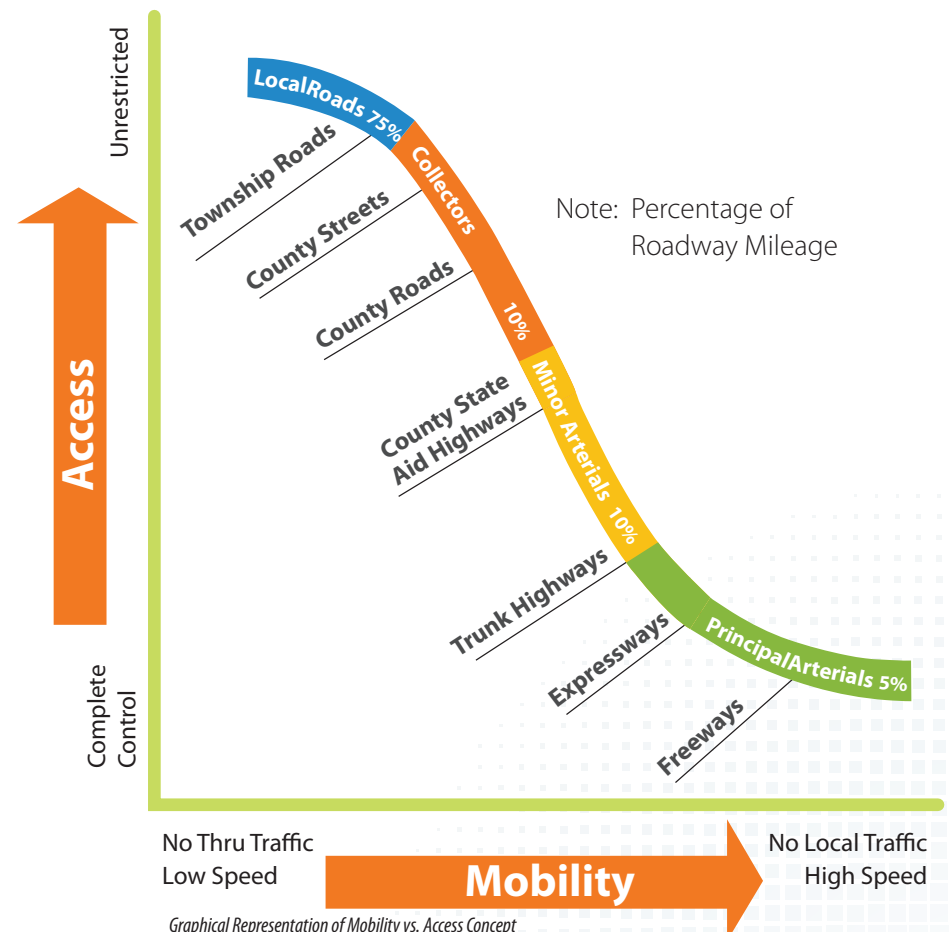 Unrestricted
Access
Complete
Control
LocalRoads 75%
Collectors
10%
Minor Arterials 10%
PrincipalArterials 5%
Township Roads
County Streets
County Roads
County State
Aid Highways
Trunk Highways
Expressways
Freeways
Note: Percentage of
Roadway Mileage
No Thru Traffic
Low Speed
Mobility
No Local Traffic
High Speed
Graphical Representation of Mobility vs. Access Concept